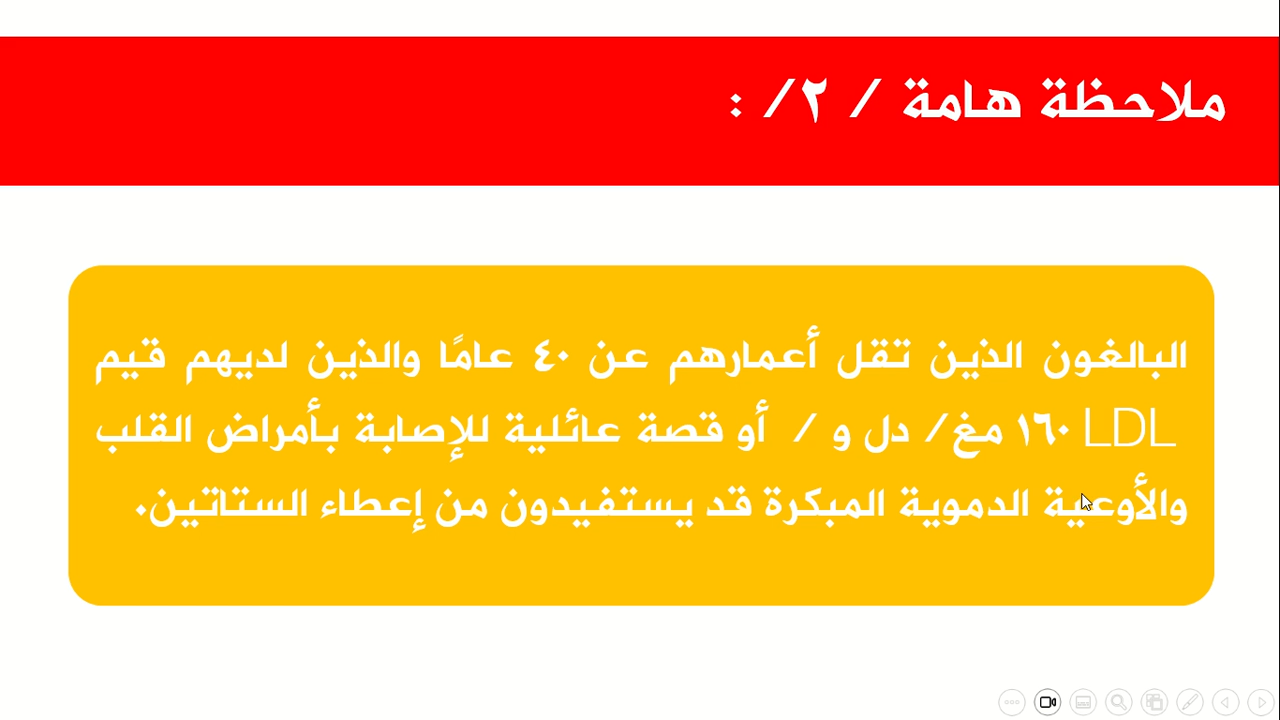 ملاحظة هامة / ٢/ :
البالغون الذين تقل أعمارهم عن ٤٠ عامًا والذين لديهم قيم
LDL ١٦٠ مغ/ دل و / أو قصة عائلية للإصابة بأمراض القلب
والأوعية الدموية المبكرة قد يستفيدون من إعطاء الستاتين.